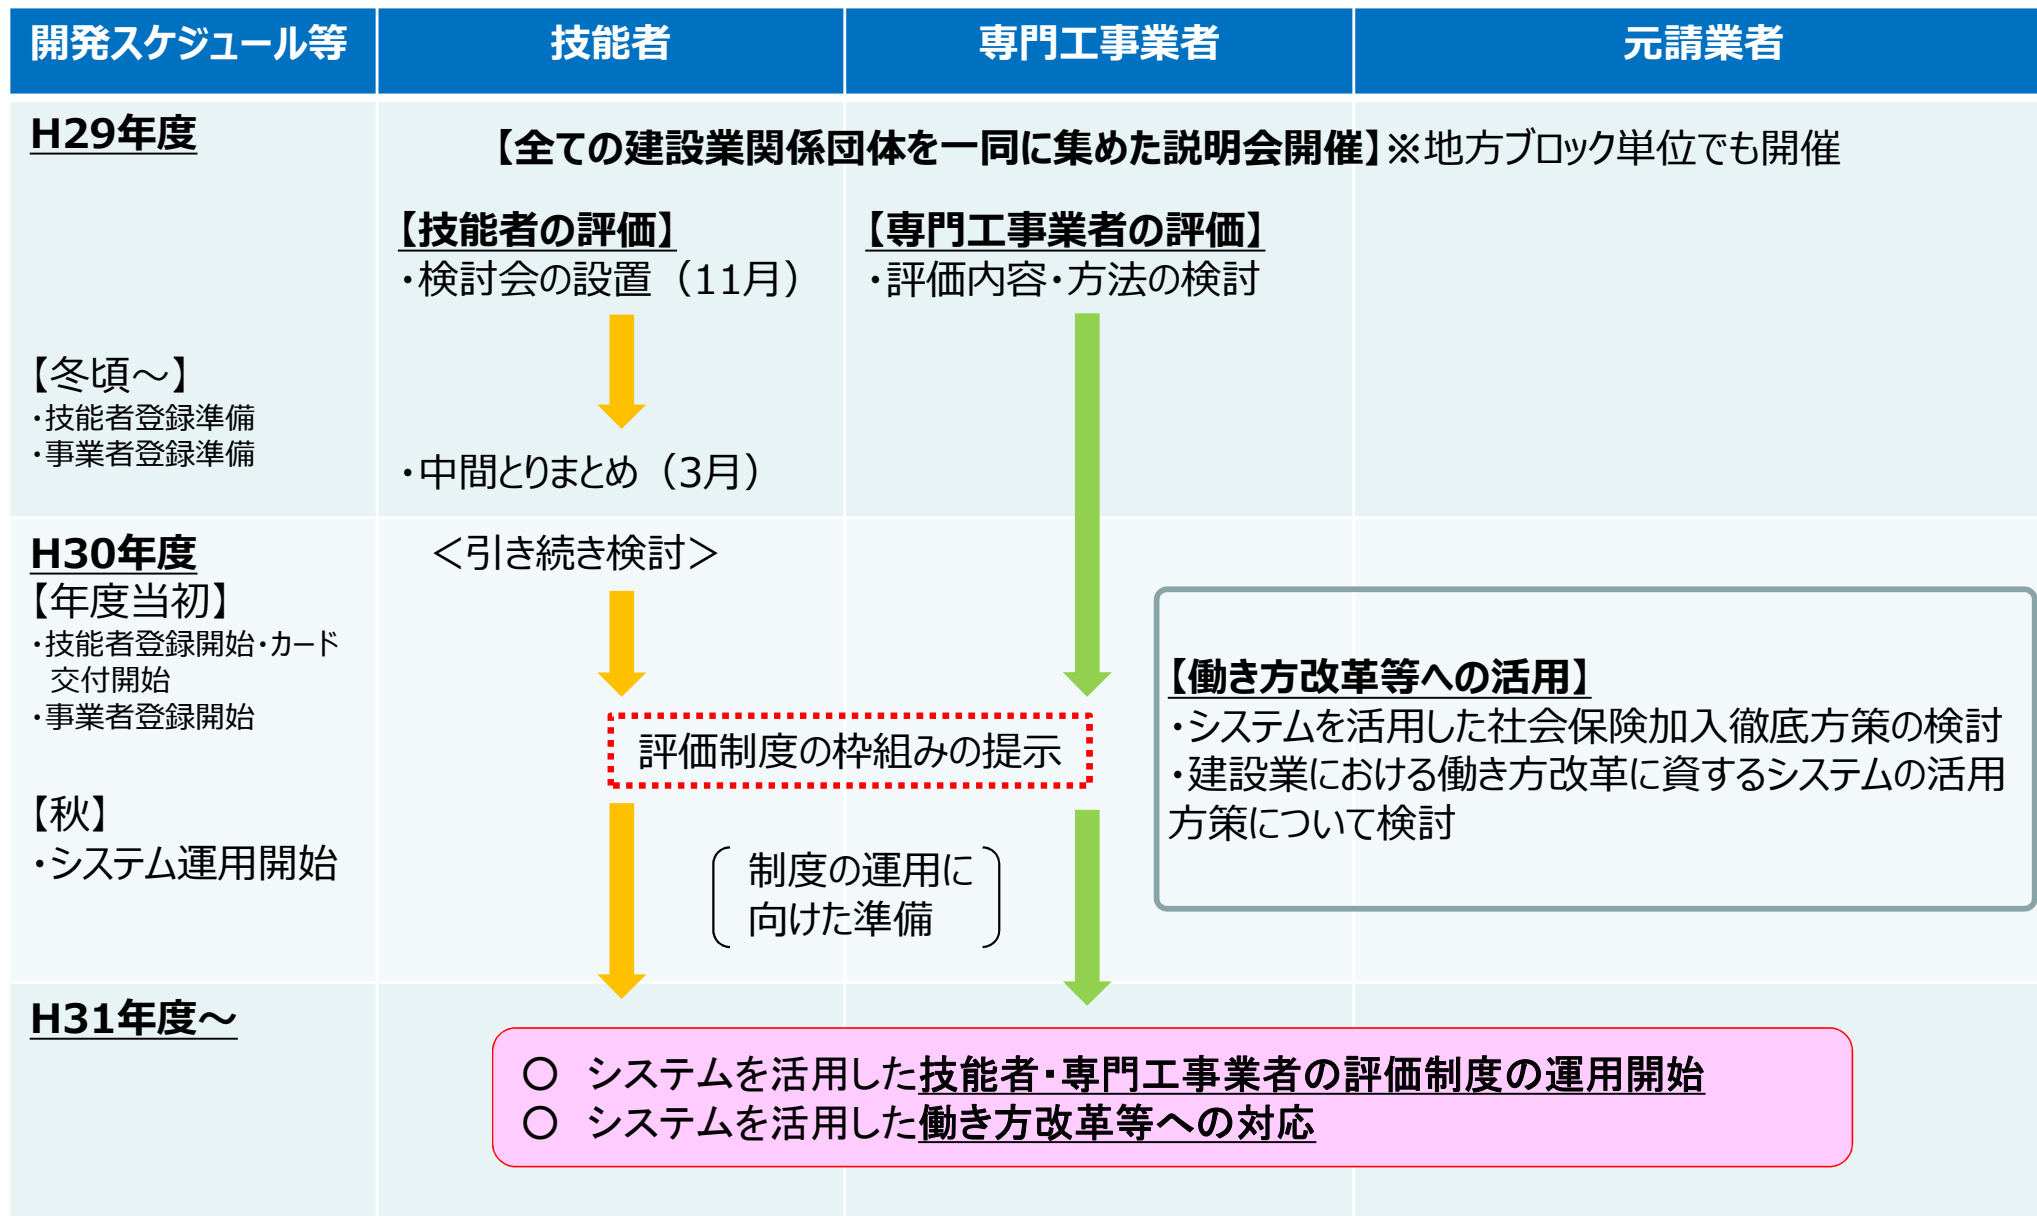 開発スケジュール等
技能者
専門工事業者
元請業者
H29年度
【全ての建設業関係団体を一同に集めた説明会開催】※地方ブロック単位でも開催
【技能者の評価】
・検討会の設置（11月）
【専門工事業者の評価】
・評価内容・方法の検討
【冬頃～】
・技能者登録準備
・事業者登録準備
・中間とりまとめ（3月）
H30年度
【年度当初】
・技能者登録開始・カード
交付開始
・事業者登録開始
【秋】
・システム運用開始
＜引き続き検討＞
評価制度の枠組みの提示
制度の運用に
向けた準備
【働き方改革等への活用】
・システムを活用した社会保険加入徹底方策の検討
・建設業における働き方改革に資するシステムの活用
方策について検討
H31年度～
○　システムを活用した技能者・専門工事業者の評価制度の運用開始
○　システムを活用した働き方改革等への対応